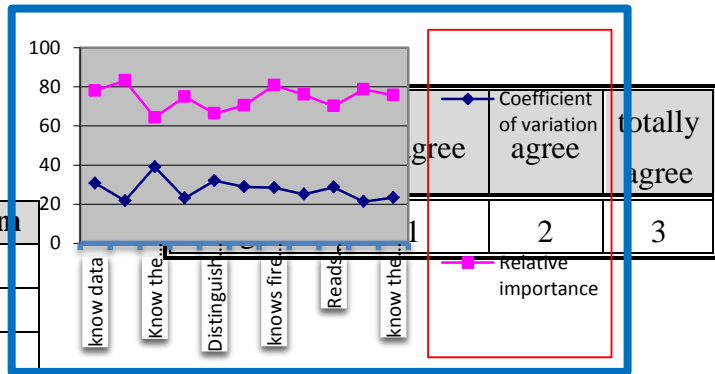 100
80
60
40
20
0
know data
Know the...
Distinguish...
knows fire...
Reads...
know the...
Coefficient
of variation
Relative
importance
gree
agree
totally
agree
1
2
3
m